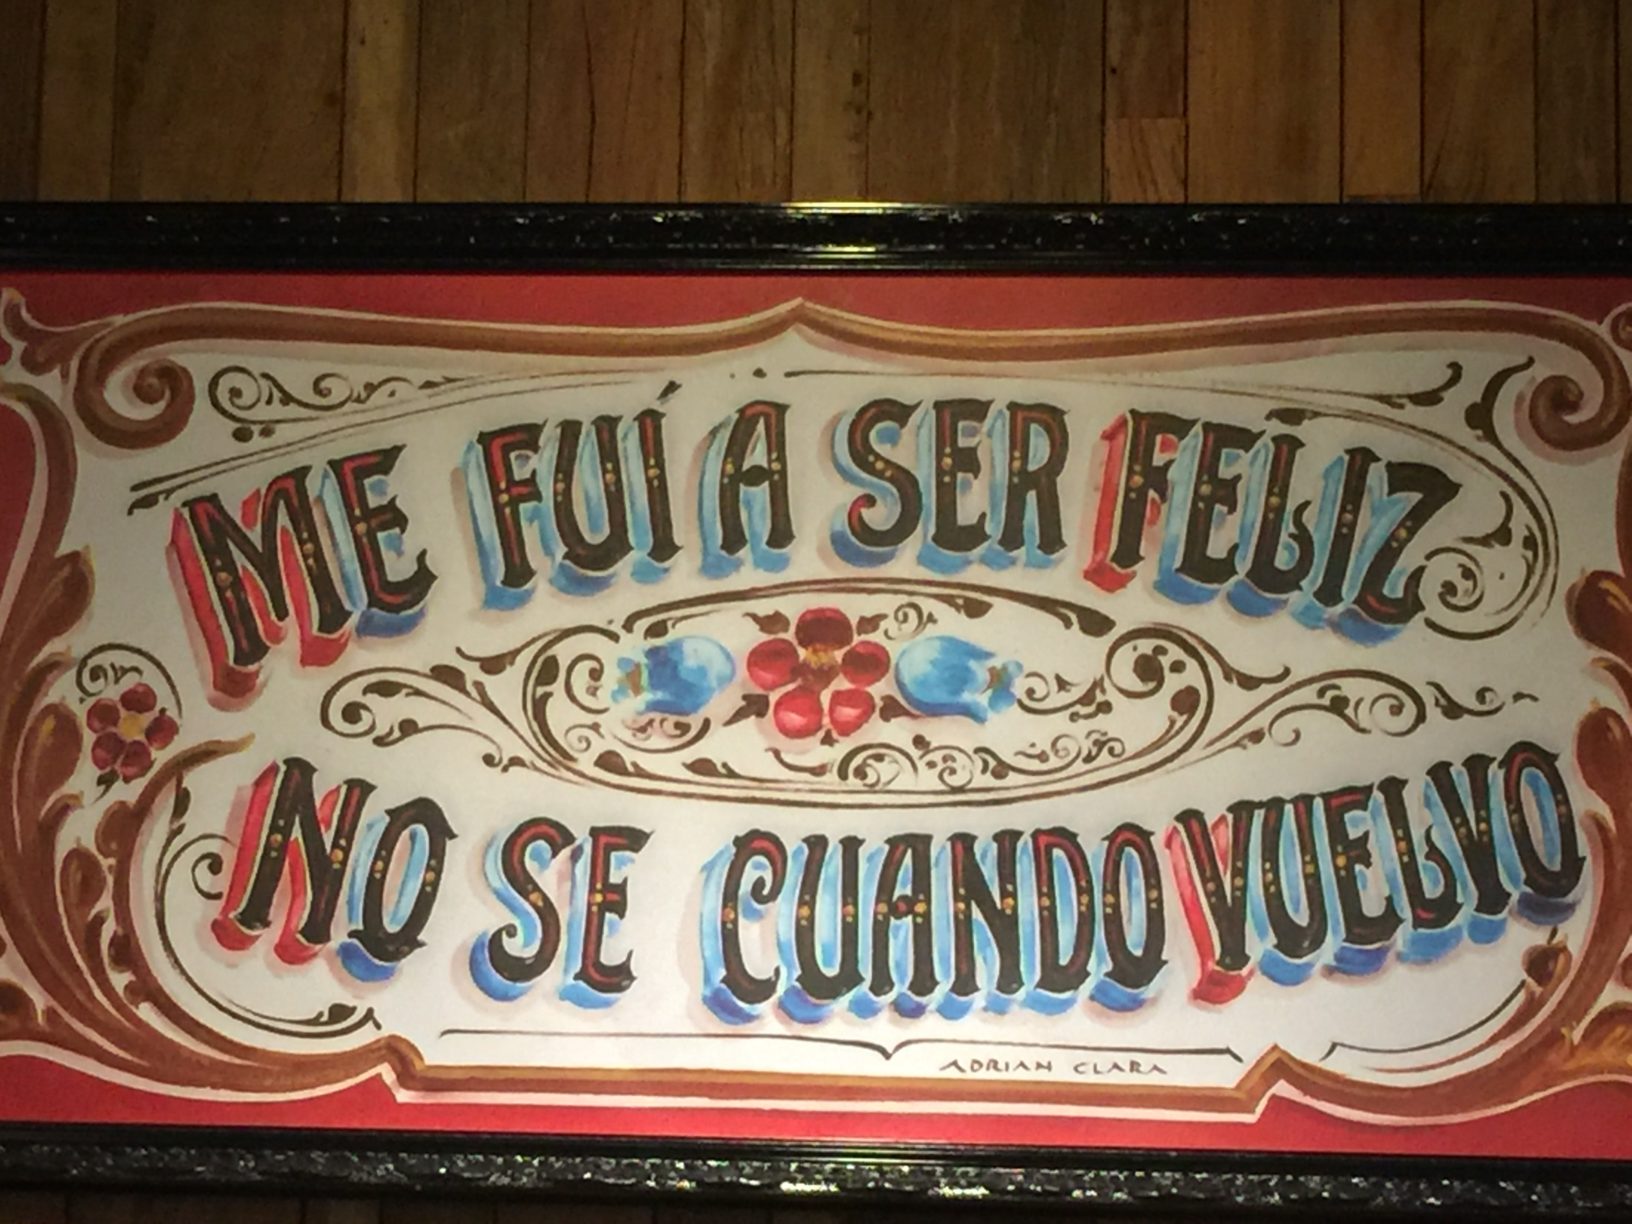 ME FUÍ A SER FELIZ
NO SE CUANDO VUELVO
ADRIAN CLARA